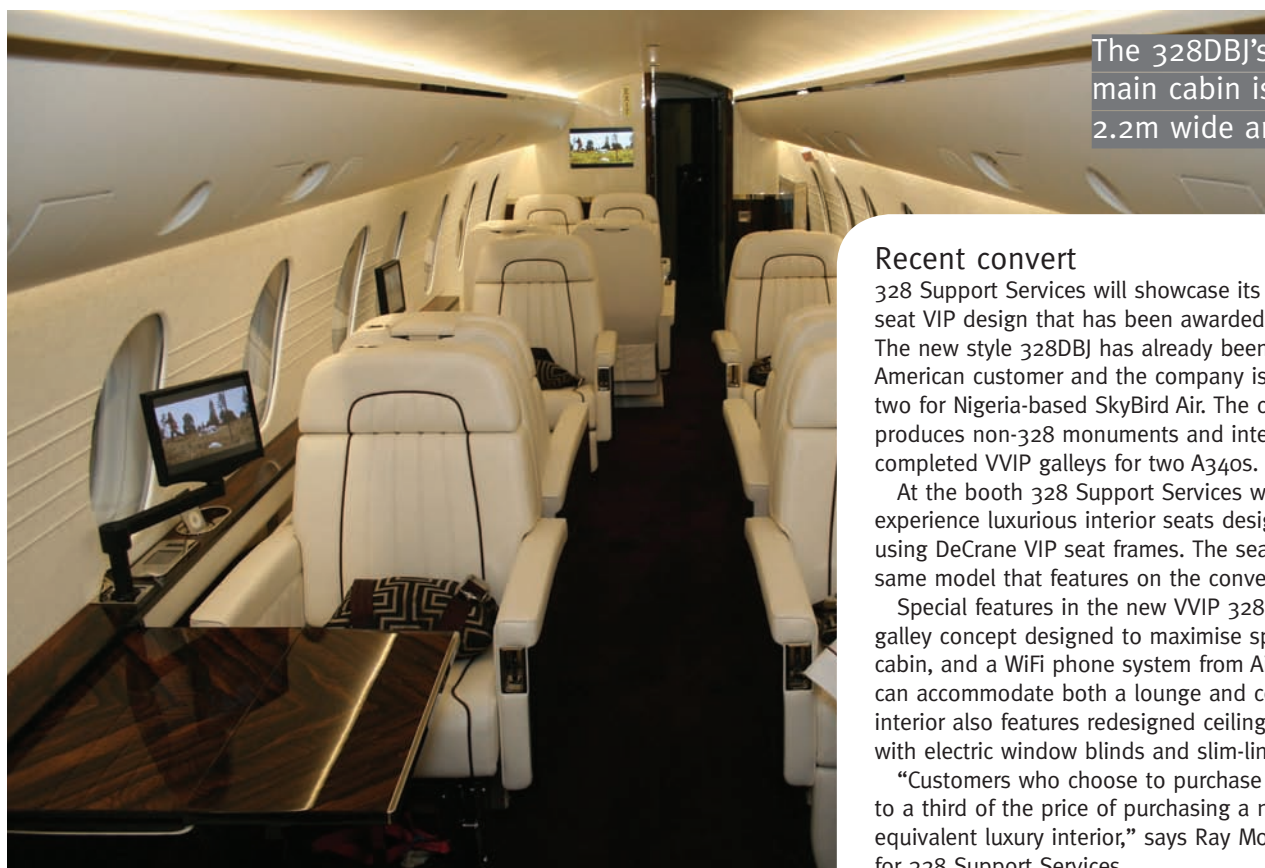 The 328DBJ's
main cabin is
2.2m wide an
Recent convert
328 Support Services will showcase its
seat VIP design that has been awarded
The new style 328DBJ has already been
American customer and the company is
two for Nigeria-based SkyBird Air. The
produces non-328 monuments and inte
completed VVIP galleys for two A340s.
At the booth 328 Support Services w
experience luxurious interior seats desig
using DeCrane VIP seat frames. The sea
same model that features on the conve
Special features in the new VVIP 328
galley concept designed to maximise sp
cabin, and a WiFi phone system from
can accommodate both a lounge and c
interior also features redesigned ceiling
with electric window blinds and slim-lin
“Customers who choose to purchase
to a third of the price of purchasing a n
equivalent luxury interior,” says Ray Mo
for 328 Support Services.
EXIT